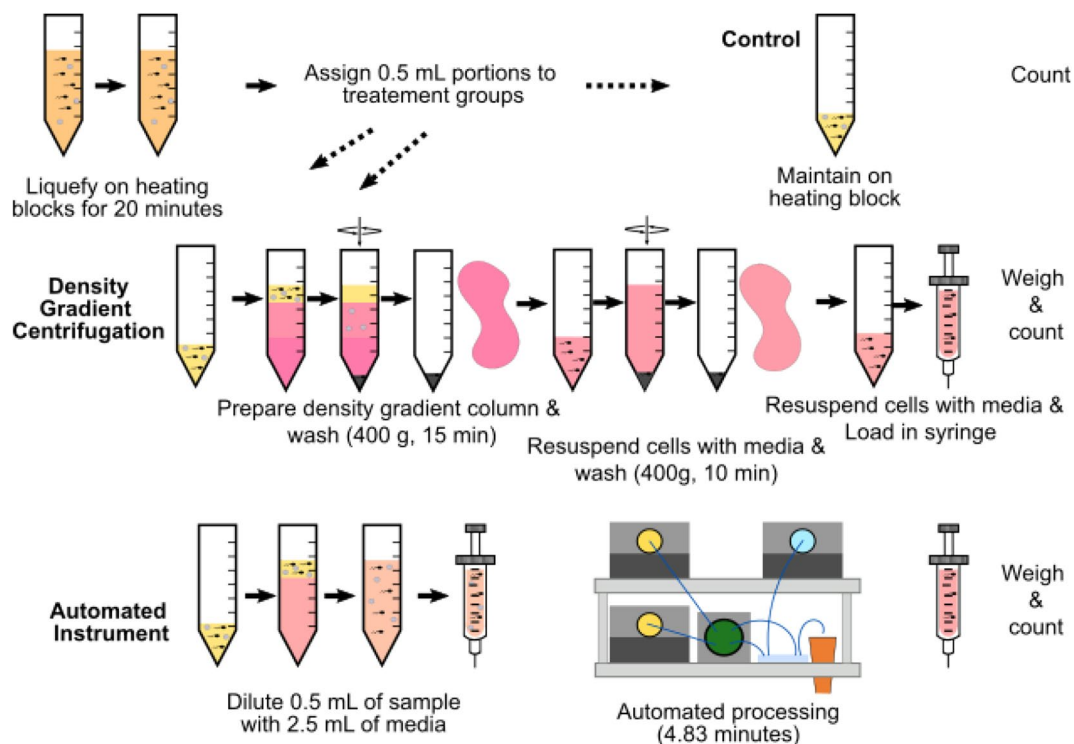 Control
Count
Assign 0.5 mL portions to
treatement groups
Liquefy on heating
blocks for 20 minutes
Maintain on
heating block
Density
Gradient
Centrifugation
Weigh
&
count
Prepare density gradient column &
wash (400 g, 15 min)
Resuspend cells with media &
wash (400g, 10 min)
Resuspend cells with media &
Load in syringe
Automated
Instrument
Weigh
&
count
Dilute 0.5 mL of sample
with 2.5 mL of media
Automated processing
(4.83 minutes)